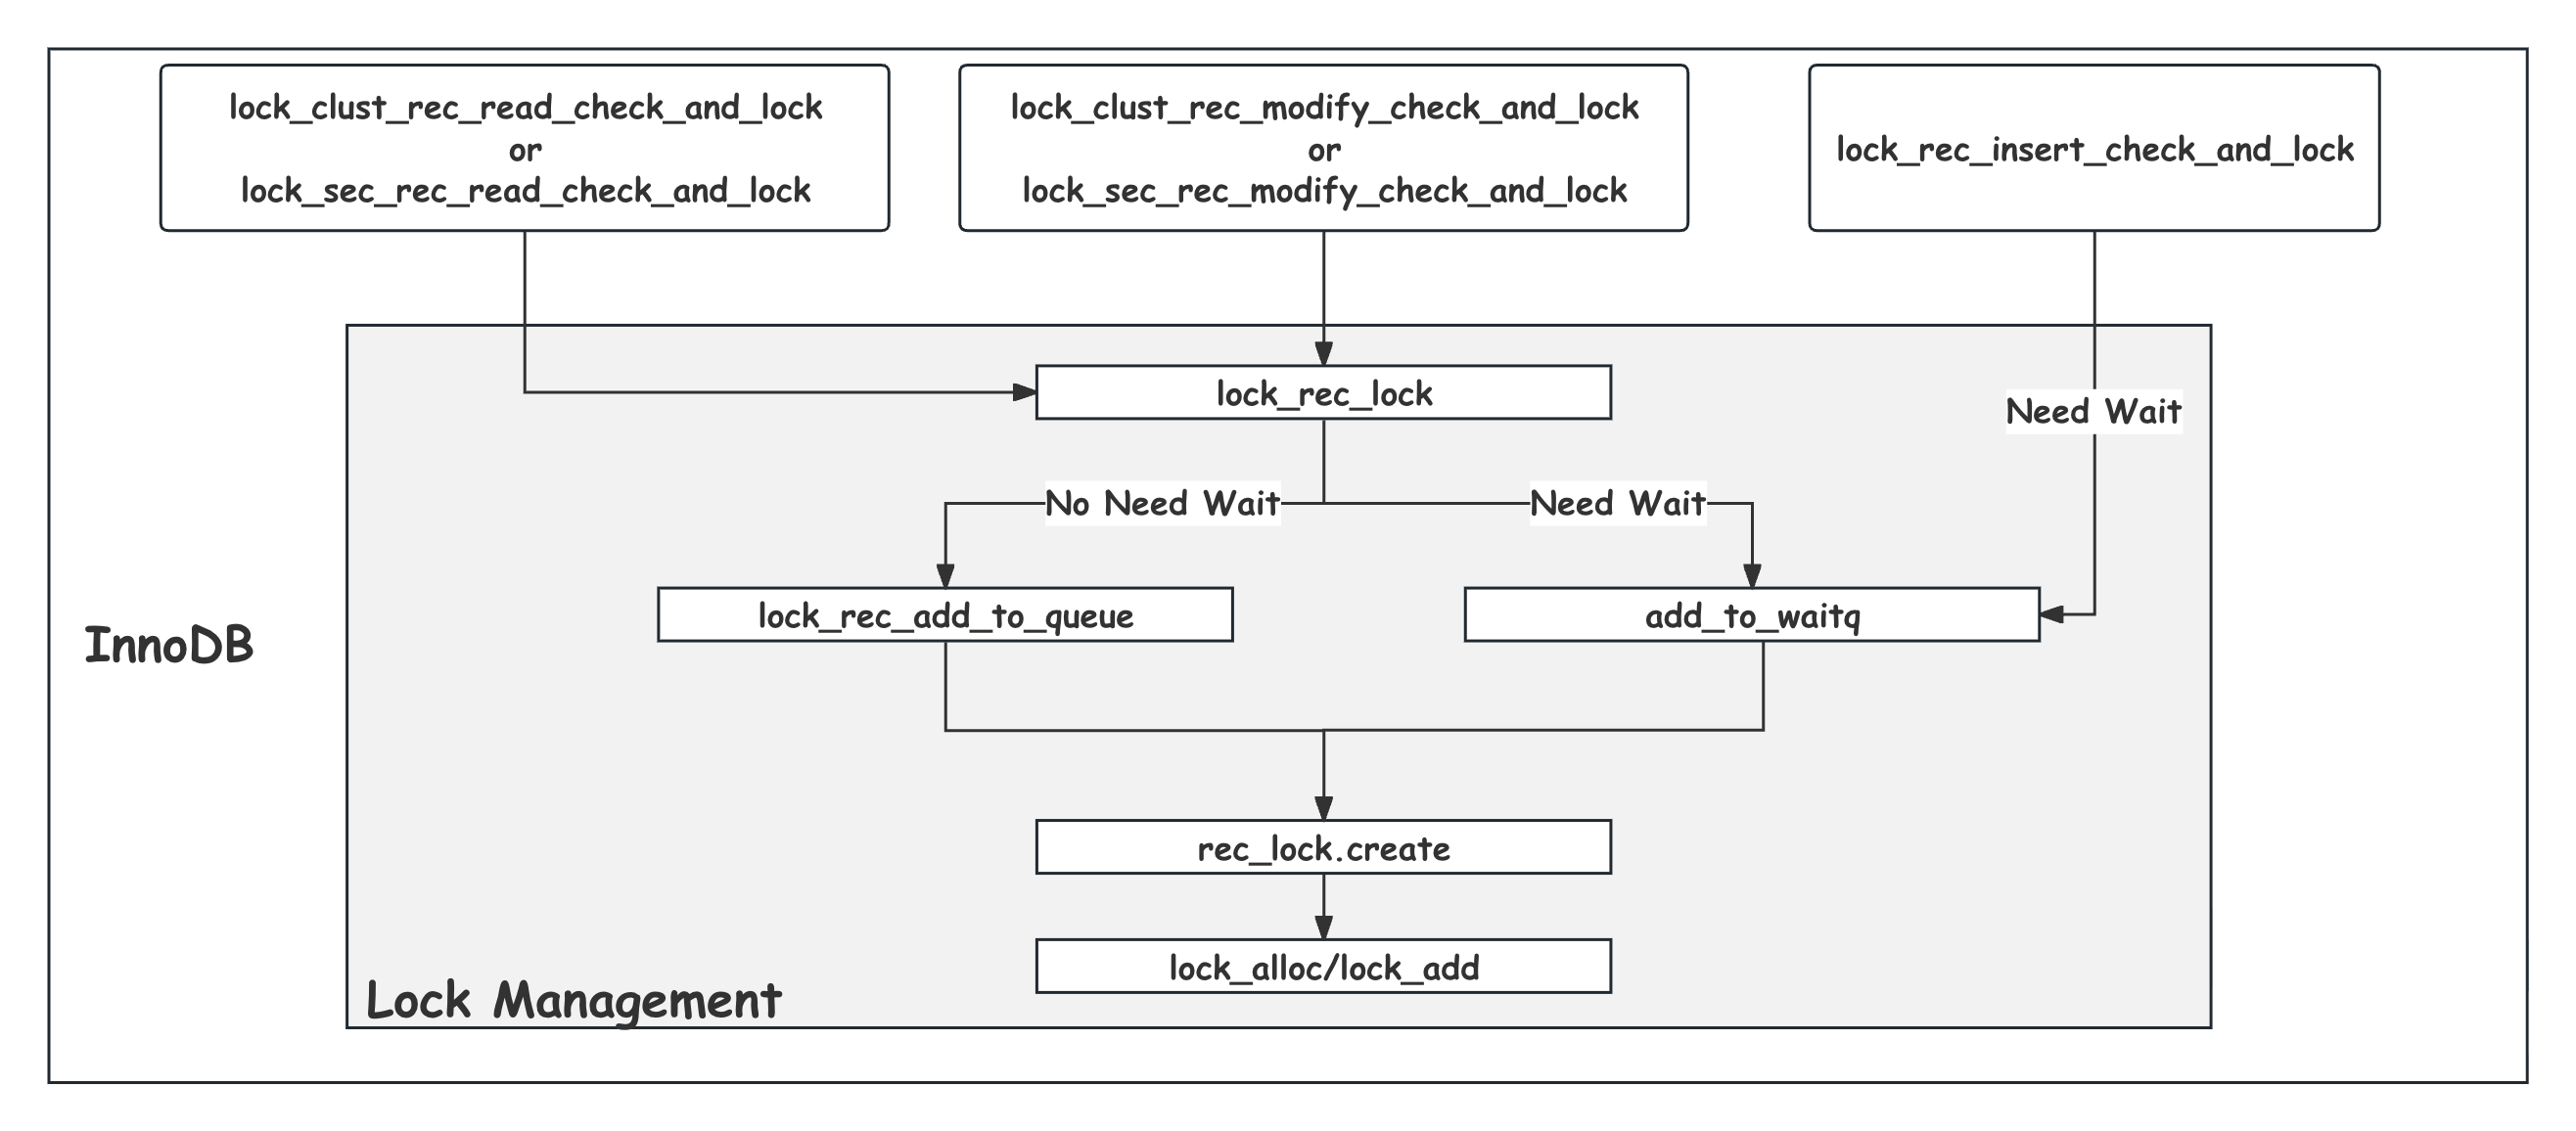 lock_clust_rec_read_check_and_lock
or
lock_sec_rec_read_check_and_lock
lock_clust_rec_modify_check_and_lock
or
lock_sec_rec_modify_check_and_lock
lock_rec_insert_check_and_lock
lock_rec_lock
Need Wait
No Need Wait
Need Wait
lock_rec_add_to_queue
add_to_waitq
InnoDB
rec_lock.create
lock_alloc/lock_add
Lock Management